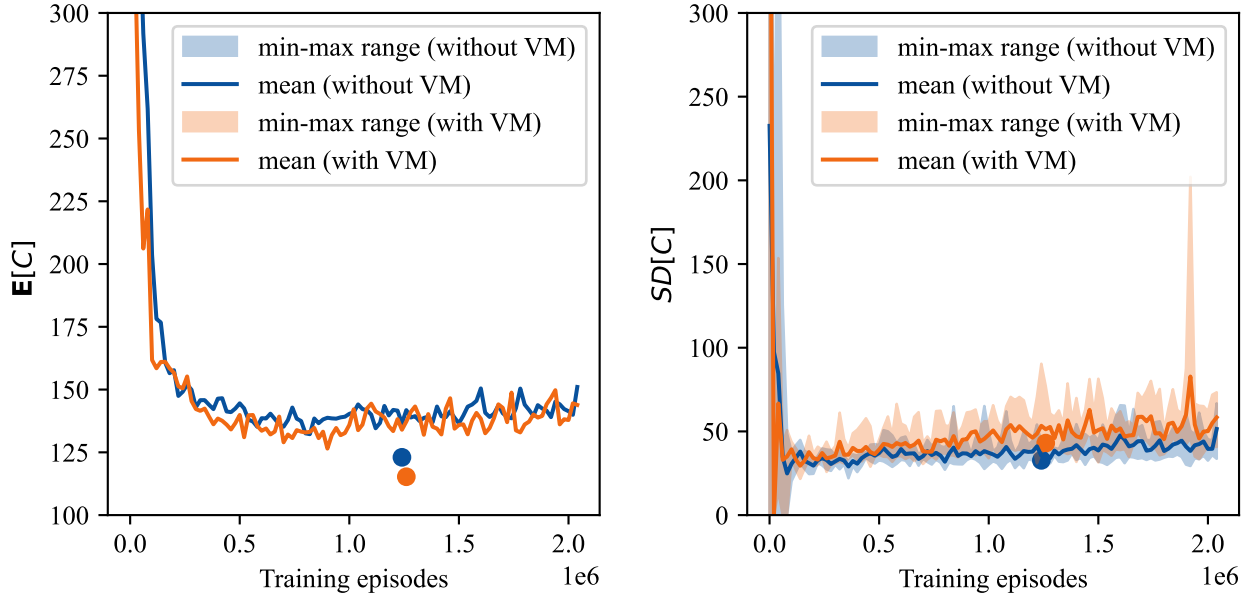 300
275
250
225
200
175
150
125
100
E[C]
min-max range (without VM)
mean (without VM)
min-max range (with VM)
mean (with VM)
0.0 0.5 1.0 1.5 2.0
1e6
Training episodes
300
250
200
150
100
50
0
SD[C]
min-max range (without VM)
mean (without VM)
min-max range (with VM)
mean (with VM)
0.0 0.5 1.0 1.5 2.0
1e6
Training episodes